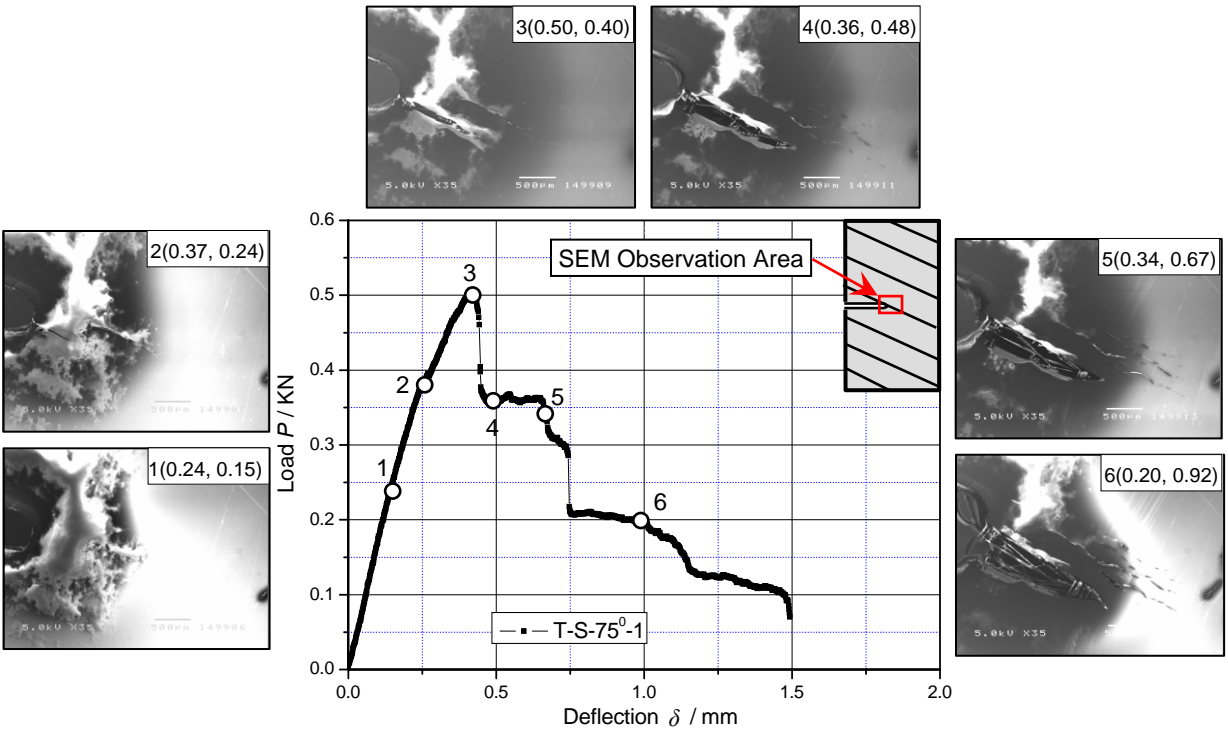 3(0.50, 0.40)
5.0kV X35 500µm 149909
4(0.36, 0.48)
5.0kV X35 500µm 149911
2(0.37, 0.24)
5.0kV X35 500µm 149907
1(0.24, 0.15)
5.0kV X35 500µm 149906
5(0.34, 0.67)
5.0kV X35 500µm 149913
6(0.20, 0.92)
5.0kV X35 500µm
SEM Observation Area
Load P / KN
0.6
0.5
0.4
0.3
0.2
0.1
0.0
1
2
3
4
5
6
T-S-75⁰-1
0.0 0.5 1.0 1.5 2.0
Deflection δ / mm